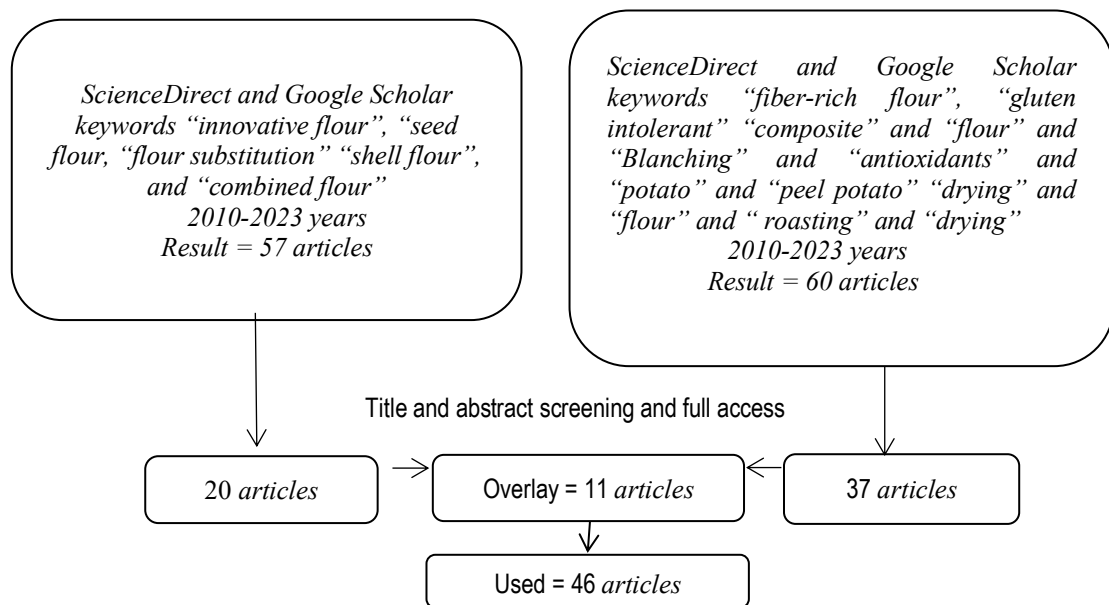 ScienceDirect and Google Scholar
keywords “innovative flour”, “seed
flour, “flour substitution” “shell flour”,
and “combined flour”
2010-2023 years
Result = 57 articles
ScienceDirect and Google Scholar
keywords “fiber-rich flour”, “gluten
intolerant” “composite” and “flour” and
“Blanching” and “antioxidants” and
“potato” and “peel potato” “drying” and
“flour” and “ roasting” and “drying”
2010-2023 years
Result = 60 articles
Title and abstract screening and full access
20 articles
Overlay = 11 articles
37 articles
Used = 46 articles